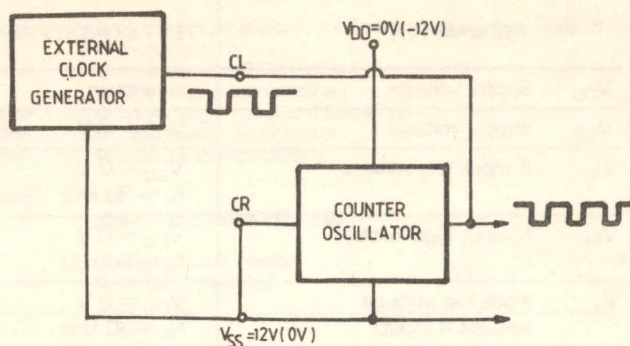 VDD=0V(-12V)
EXTERNAL
CLOCK
GENERATOR
CL
CR
COUNTER
OSCILLATOR
VSS=12V(0V)